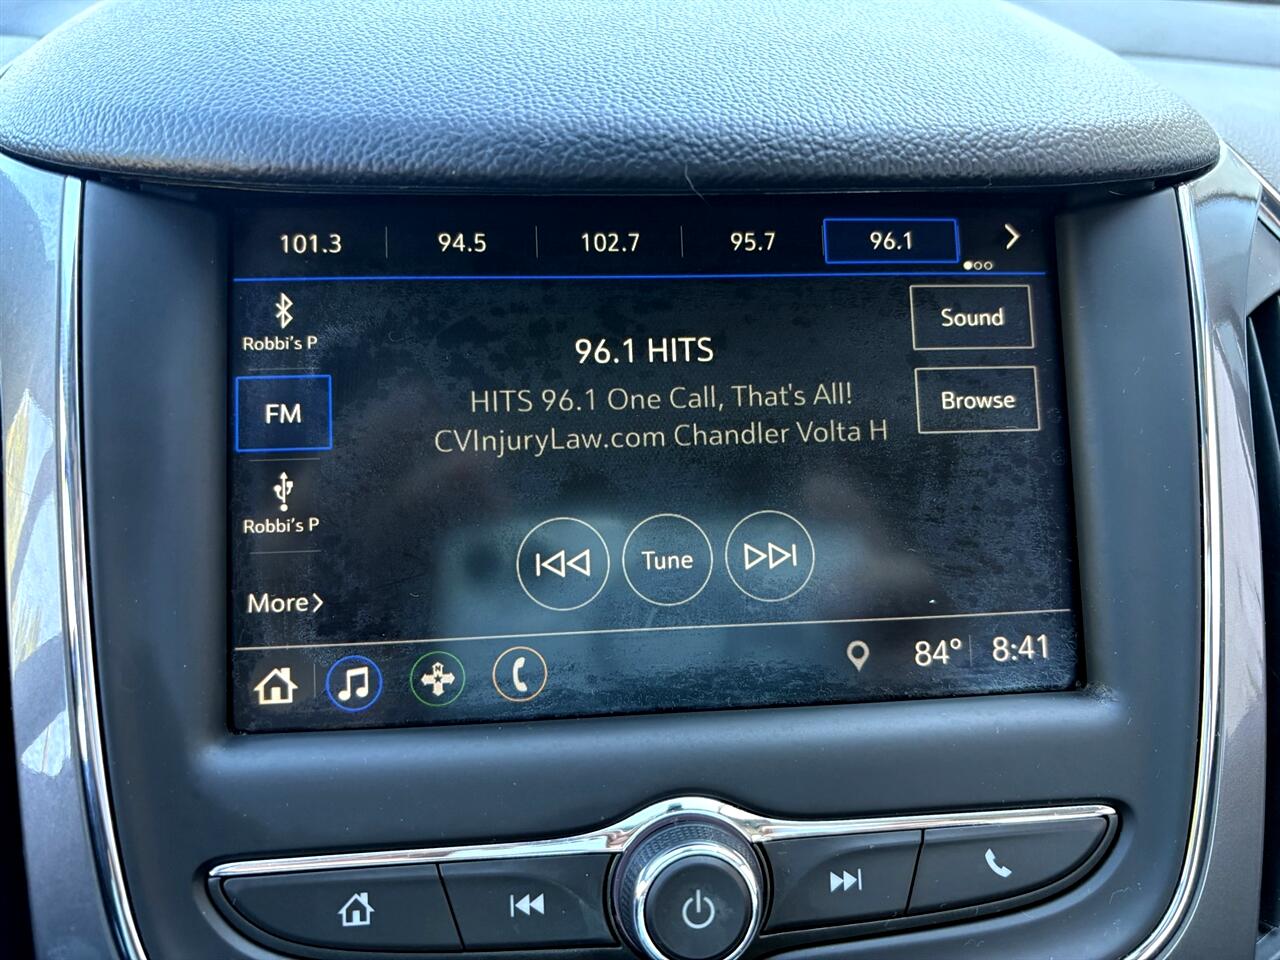 101.3 94.5 102.7 95.7 96.1
Robbi's P
FM
Robbi's P
More
96.1 HITS
HITS 96.1 One Call, That's All!
CVInjuryLaw.com Chandler Volta H
Sound
Browse
Tune
N
84° 8:41